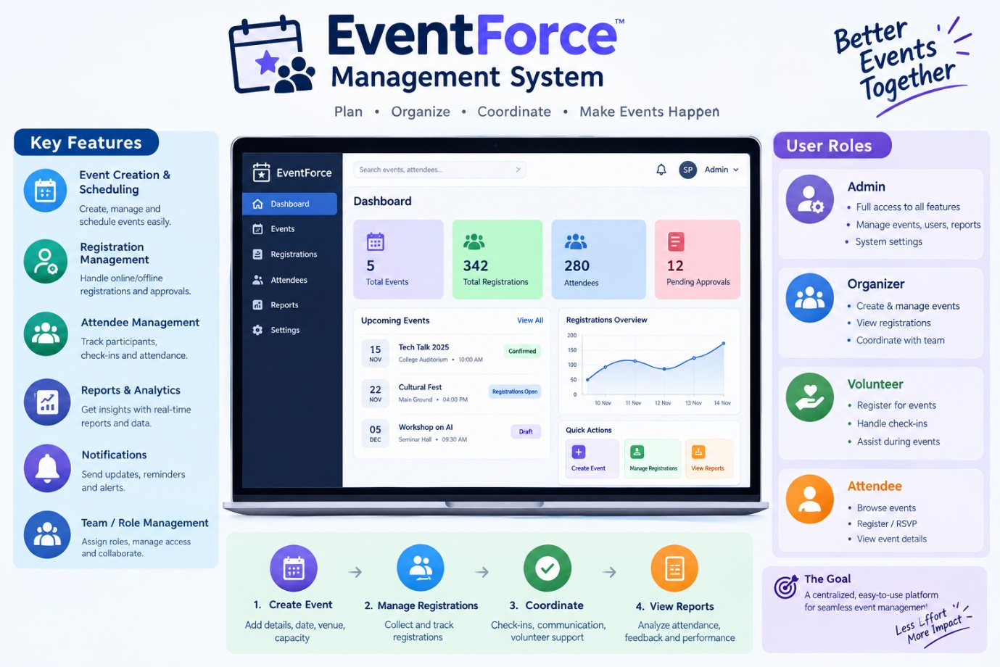 EventForce™
Management System
Plan • Organize • Coordinate • Make Events Happen
Better
Events
Together
Key Features
Event Creation &
Scheduling
Create, manage and
schedule events easily.
Registration
Management
Handle online/offline
registrations and approvals.
Attendee Management
Track participants,
check-ins and attendance.
Reports & Analytics
Get insights with real-time
reports and data.
Notifications
Send updates, reminders
and alerts.
Team / Role Management
Assign roles, manage access
and collaborate.
EventForce
Dashboard
Events
Registrations
Attendees
Reports
Settings
Search events, attendees...
SP Admin
Dashboard
5
Total Events
342
Total Registrations
280
Attendees
12
Pending Approvals
Upcoming Events View All
15
NOV
Tech Talk 2025
College Auditorium • 10:00 AM
Confirmed
22
NOV
Cultural Fest
Main Ground • 04:00 PM
Registrations Open
05
DEC
Workshop on AI
Seminar Hall • 09:30 AM
Draft
Registrations Overview
200
150
100
50
0
10 Nov 11 Nov 12 Nov 13 Nov 14 Nov
Quick Actions
Create Event
Manage Registrations
View Reports
User Roles
Admin
• Full access to all features
• Manage events, users, reports
• System settings
Organizer
• Create & manage events
• View registrations
• Coordinate with team
Volunteer
• Register for events
• Handle check-ins
• Assist during events
Attendee
• Browse events
• Register / RSVP
• View event details
1. Create Event
Add details, date, venue,
capacity
2. Manage Registrations
Collect and track
registrations
3. Coordinate
Check-ins, communication,
volunteer support
4. View Reports
Analyze attendance,
feedback and performance
The Goal
A centralized, easy-to-use platform
for seamless event management
Less Effort
More Impact